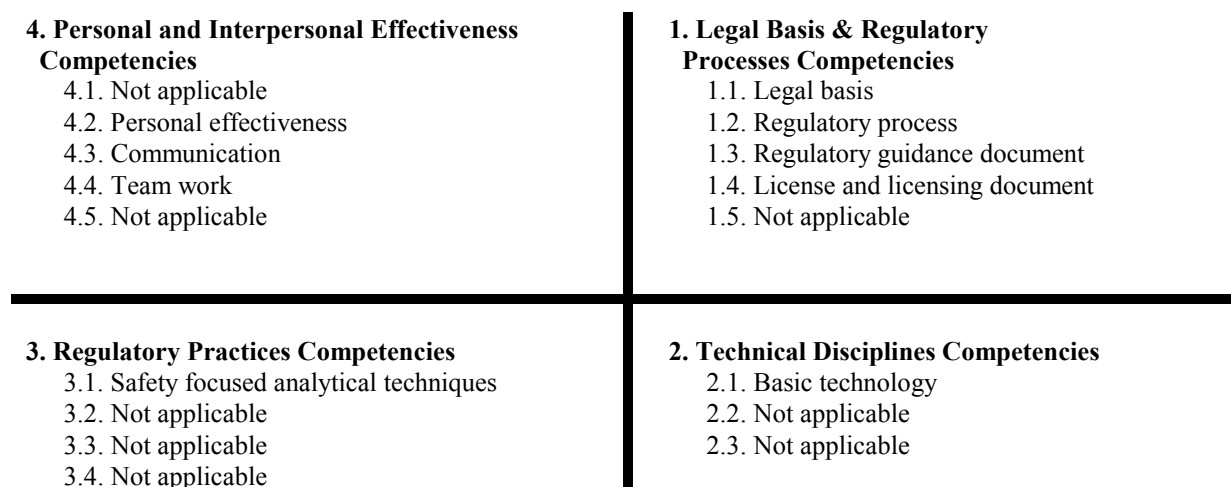 4. Personal and Interpersonal Effectiveness
Competencies
4.1. Not applicable
4.2. Personal effectiveness
4.3. Communication
4.4. Team work
4.5. Not applicable
1. Legal Basis & Regulatory
Processes Competencies
1.1. Legal basis
1.2. Regulatory process
1.3. Regulatory guidance document
1.4. License and licensing document
1.5. Not applicable
3. Regulatory Practices Competencies
3.1. Safety focused analytical techniques
3.2. Not applicable
3.3. Not applicable
3.4. Not applicable
2. Technical Disciplines Competencies
2.1. Basic technology
2.2. Not applicable
2.3. Not applicable